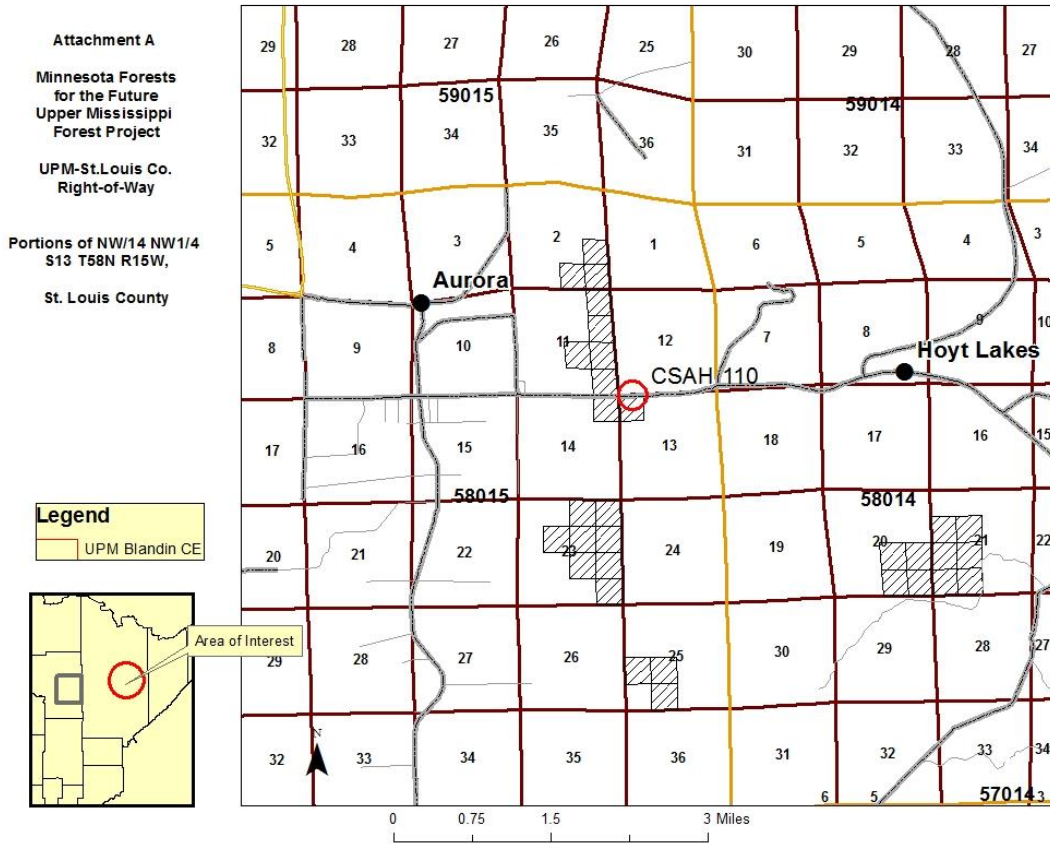 Attachment A
Minnesota Forests
for the Future
Upper Mississippi
Forest Project
UPM-St.Louis Co.
Right-of-Way
Portions of NW/14 NW1/4
S13 T58N R15W,
St. Louis County
29 28 27 26 25 30 29 28 27
59015 59014
32 33 34 35 36 31 32 33 34
5 4 3 2 1 6 5 4 3
Aurora
8 9 10 11 12 7 8 9 10
Hoyt Lakes
CSAH 110
17 16 15 14 13 18 17 16 15
58015 58014
20 21 22 23 24 19 20 21 22
29 28 27 26 25 30 29 28 27
32 33 34 35 36 31 32 33 34
6 5 57014 3
Legend
UPM Blandin CE
Area of Interest
N
0 0.75 1.5 3 Miles